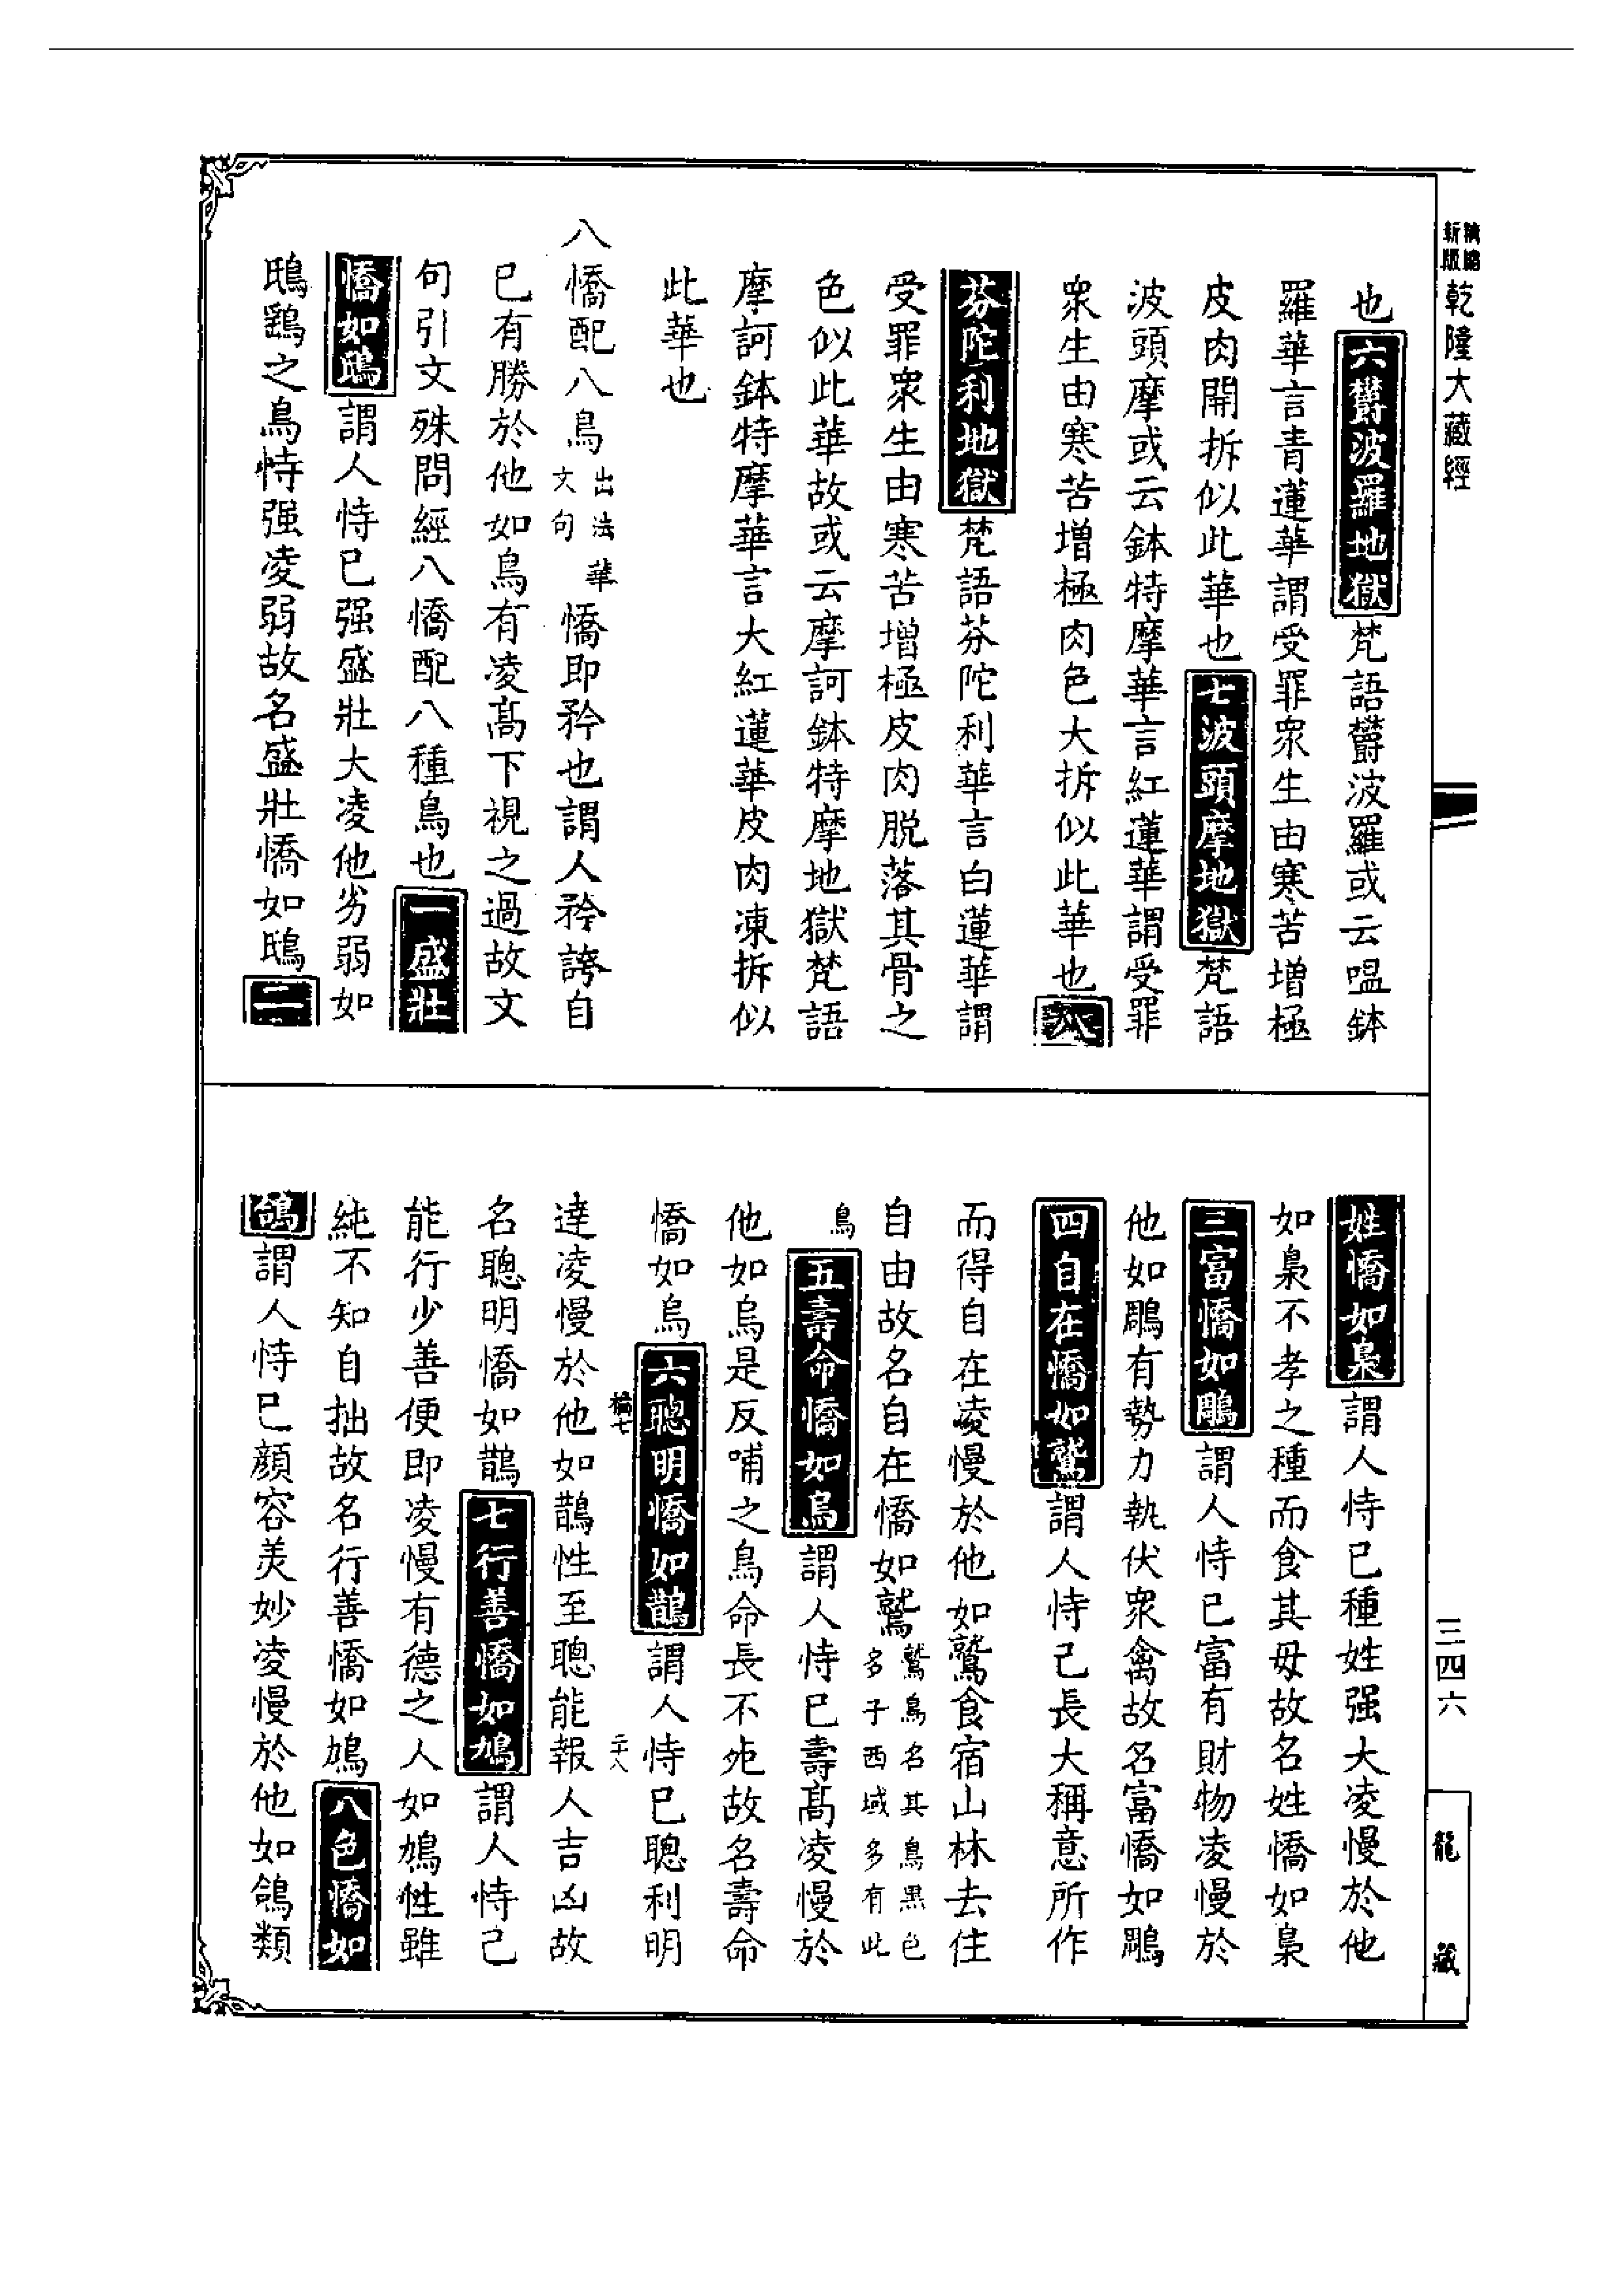 新版
精縮
乾隆大藏經
也六欝波羅地獄梵語欝波羅或云嗢鉢
羅華言青蓮華謂受罪衆生由寒苦增極
皮肉開拆似此華也七波頭摩地獄梵語
波頭摩或云鉢特摩華言紅蓮華謂受罪
衆生由寒苦增極肉色大拆似此華也八
芬陀利地獄梵語芬陀利華言白蓮華謂
受罪衆生由寒苦增極皮肉脱落其骨之
色似此華故或云摩訶鉢特摩地獄梵語
摩訶鉢特摩華言大紅蓮華皮肉凍拆似
此華也
八憍配八鳥出法華文句憍即矜也謂人矜誇自
已有勝於他如鳥有凌高下視之過故文
句引文殊問經八憍配八種鳥也一盛壯
憍如鴟謂人恃已强盛壯大凌他劣弱如
鴟鷂之鳥恃强凌弱故名盛壯憍如鴟二
姓憍如梟謂人恃已種姓强大凌慢於他
如梟不孝之種而食其母故名姓憍如梟
三富憍如鵰謂人恃已富有財物凌慢於
他如鵰有勢力執伏衆禽故名富憍如鵰
四自在憍如鷲謂人恃己長大稱意所作
而得自在凌慢於他如鷲食宿山林去住
自由故名自在憍如鷲鷲鳥名其鳥黑色多子西域多有此
鳥五壽命憍如烏謂人恃已壽高凌慢於
他如烏是反哺之鳥命長不死故名壽命
憍如烏六聰明憍如鵲謂人恃已聰利明
達凌慢於他如鵲性至聰能報人吉凶故
名聰明憍如鵲七行善憍如鳩謂人恃己
能行少善便即凌慢有德之人如鳩性雖
純不知自拙故名行善憍如鳩八色憍如
鴿謂人恃已顔容美妙凌慢於他如鴿類
三四六
龍藏